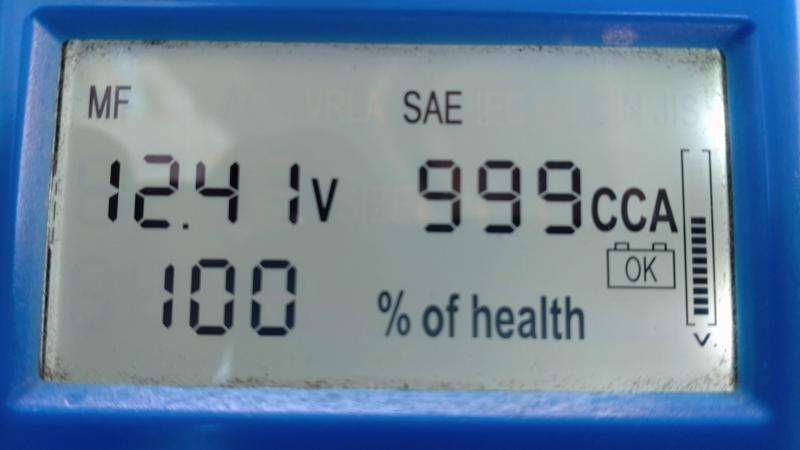 MF SAE
12.41V 999CCA
OK
100 % of health